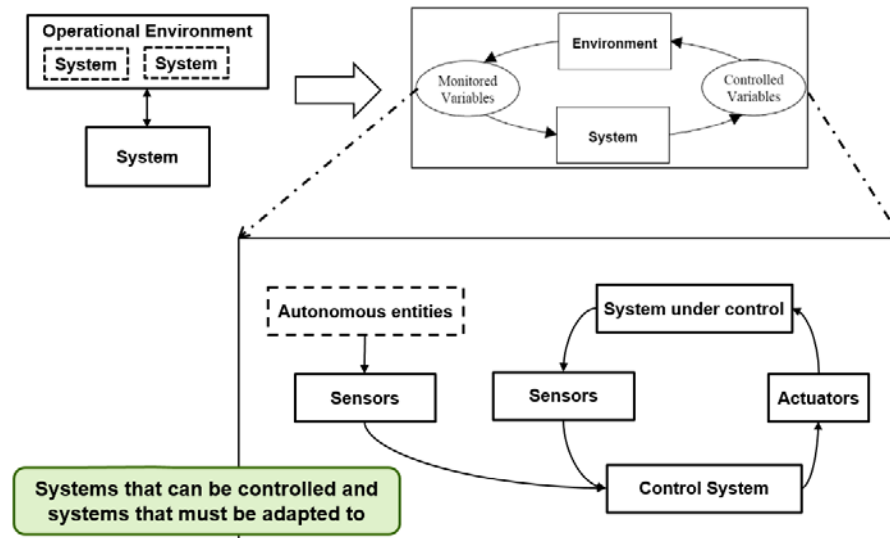 Operational Environment
System
System
System
Environment
Monitored
Variables
Controlled
Variables
System
Autonomous entities
System under control
Sensors
Sensors
Actuators
Control System
Systems that can be controlled and
systems that must be adapted to